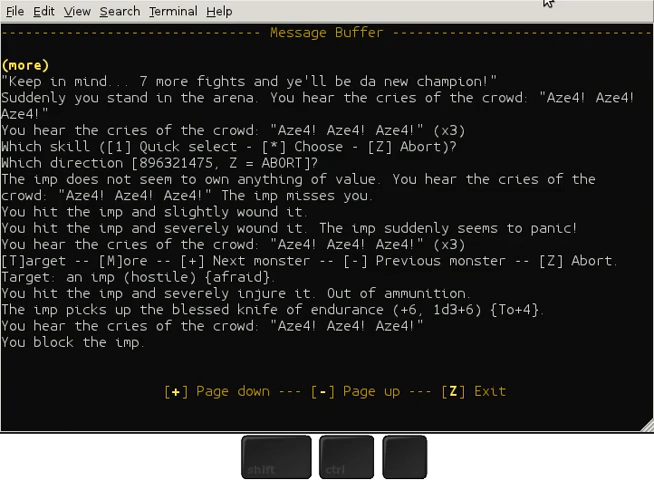 File Edit View Search Terminal Help
------------------------------ Message Buffer ------------------------------
(more)
"Keep in mind... 7 more fights and ye'll be da new champion!"
Suddenly you stand in the arena. You hear the cries of the crowd: "Aze4! Aze4!
Aze4!"
You hear the cries of the crowd: "Aze4! Aze4! Aze4!" (x3)
Which skill ([1] Quick select - [*] Choose - [Z] Abort)?
Which direction [896321475, Z = ABORT]?
The imp does not seem to own anything of value. You hear the cries of the
crowd: "Aze4! Aze4! Aze4!" The imp misses you.
You hit the imp and slightly wound it.
You hit the imp and severely wound it. The imp suddenly seems to panic!
You hear the cries of the crowd: "Aze4! Aze4! Aze4!" (x3)
[T]arget -- [M]ore -- [+] Next monster -- [-] Previous monster -- [Z] Abort.
Target: an imp (hostile) {afraid}.
You hit the imp and severely injure it. Out of ammunition.
The imp picks up the blessed knife of endurance (+6, 1d3+6) {To+4}.
You hear the cries of the crowd: "Aze4! Aze4! Aze4!"
You block the imp.
[+] Page down --- [-] Page up --- [Z] Exit
shift ctrl